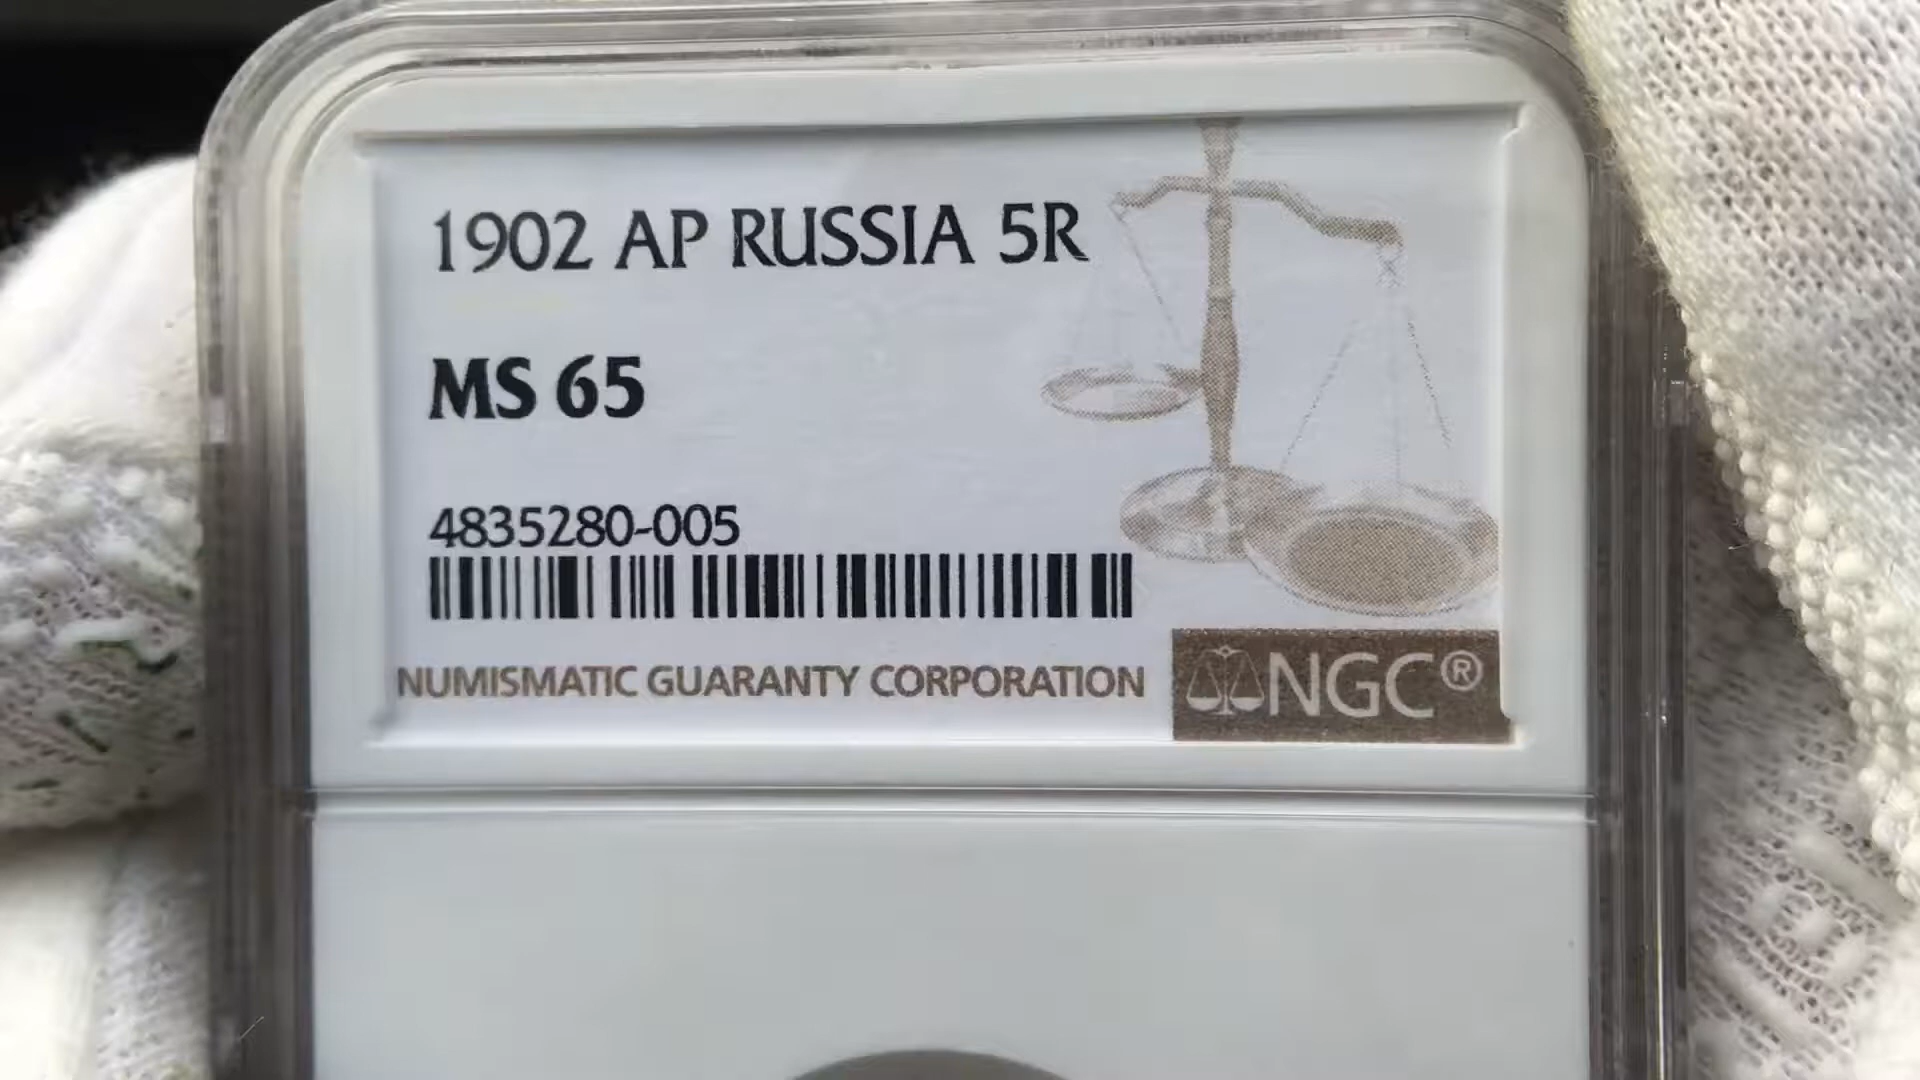 1902 AP RUSSIA 5R
MS 65
4835280-005
NUMISMATIC GUARANTY CORPORATION
NGC®